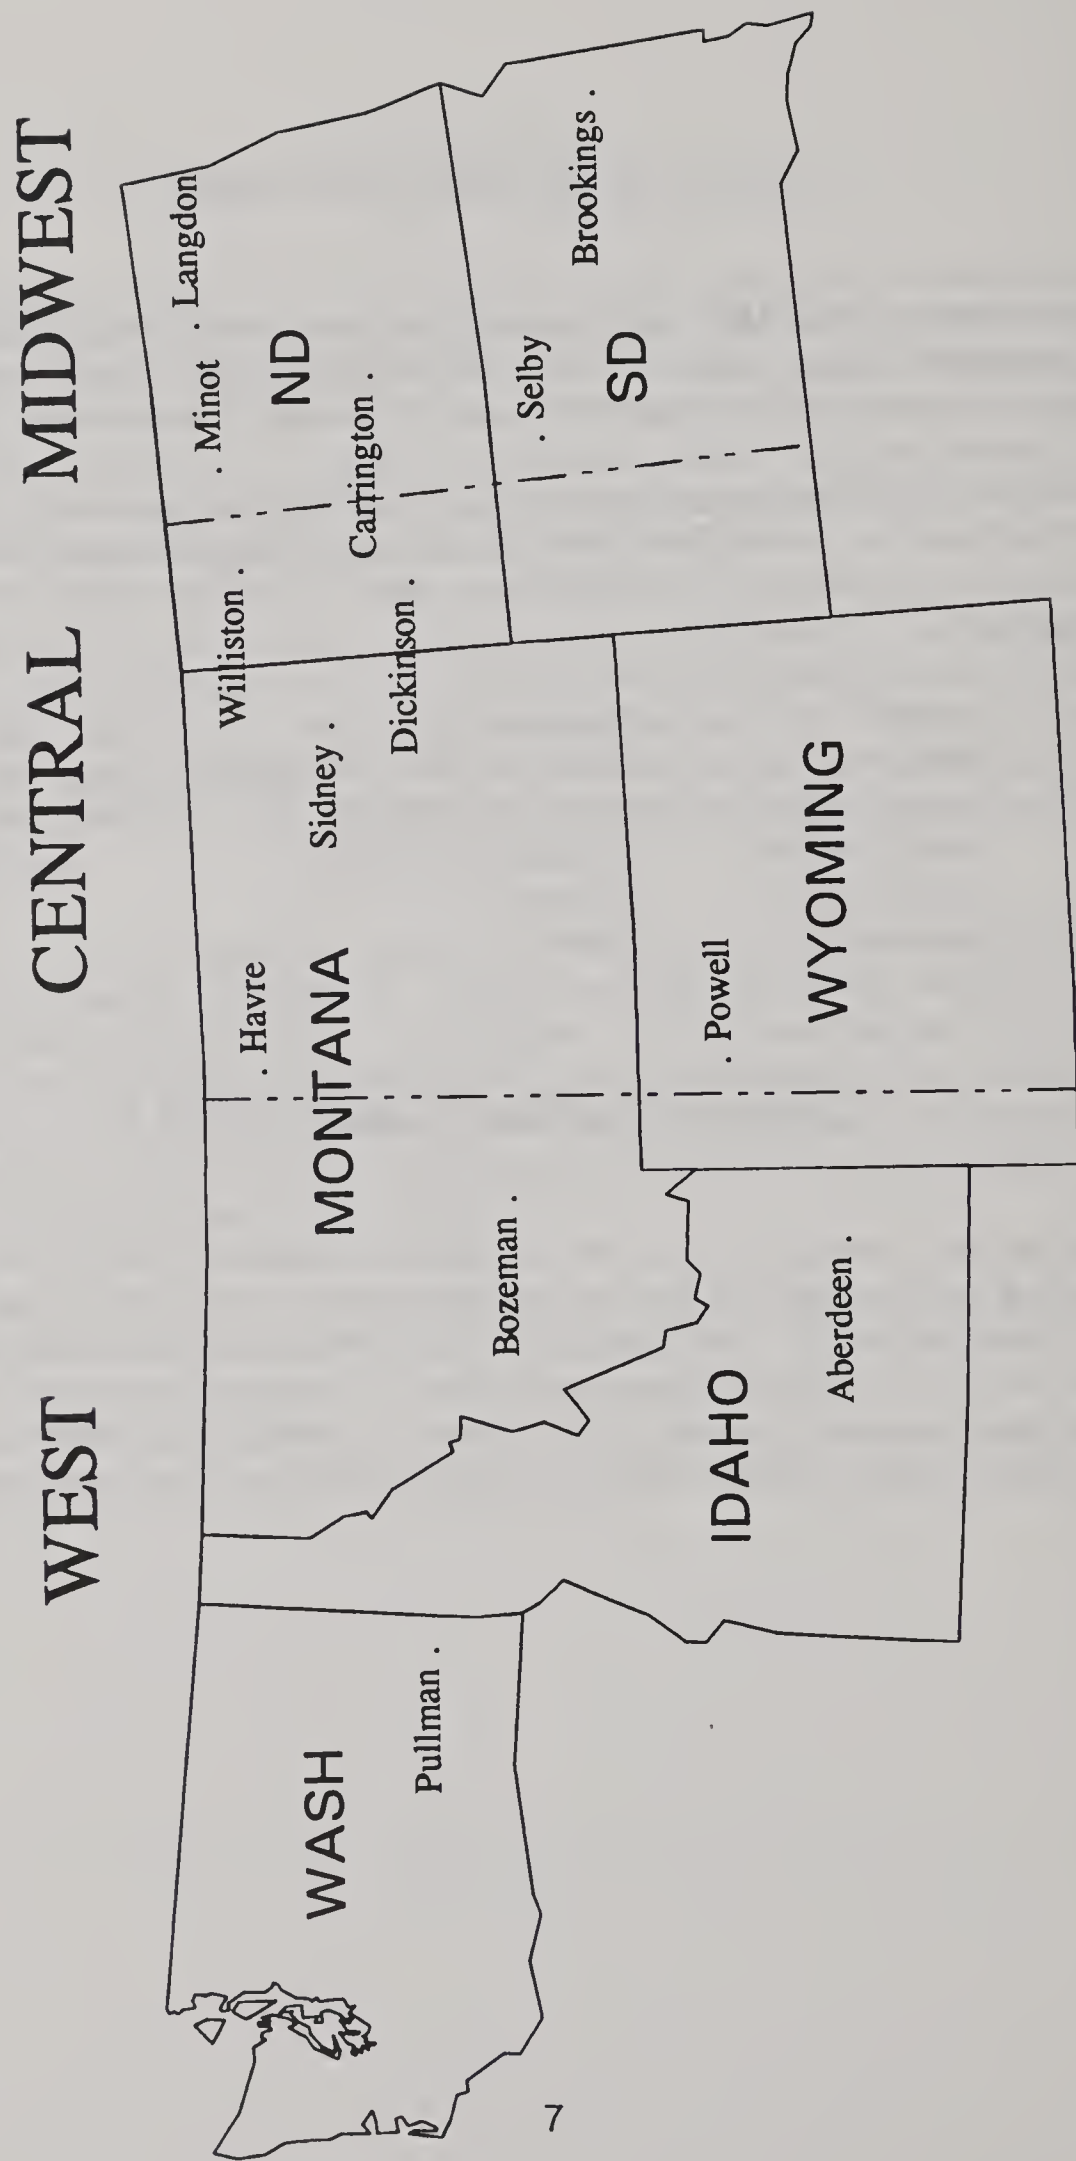 WEST
CENTRAL
MIDWEST
WASH
Pullman .
IDAHO
Aberdeen .
MONTANA
Bozeman .
. Havre
Sidney .
WYOMING
. Powell
ND
Williston .
. Minot
. Langdon
Carrington .
Dickinson .
SD
. Selby
Brookings .
7